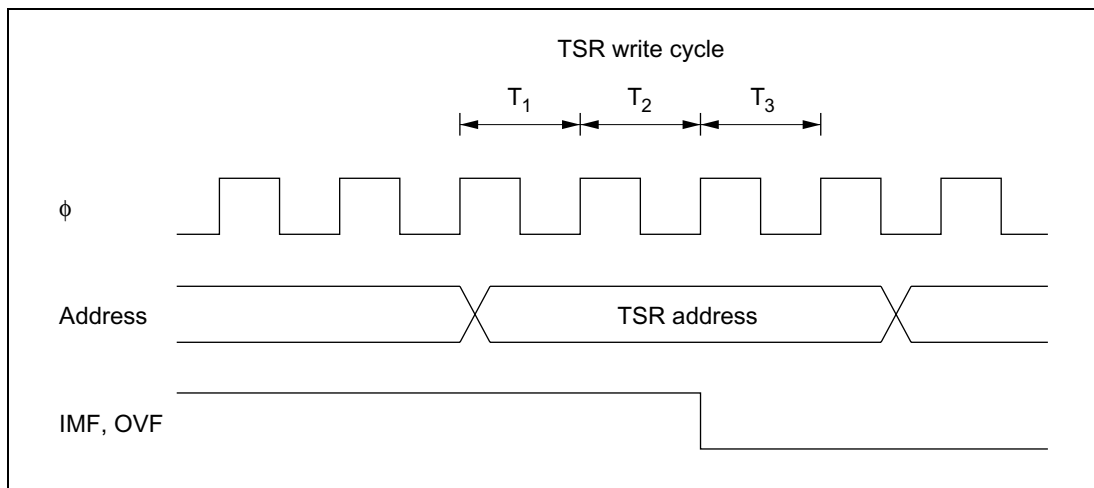 TSR write cycle
T1 T2 T3
ϕ
Address
TSR address
IMF, OVF